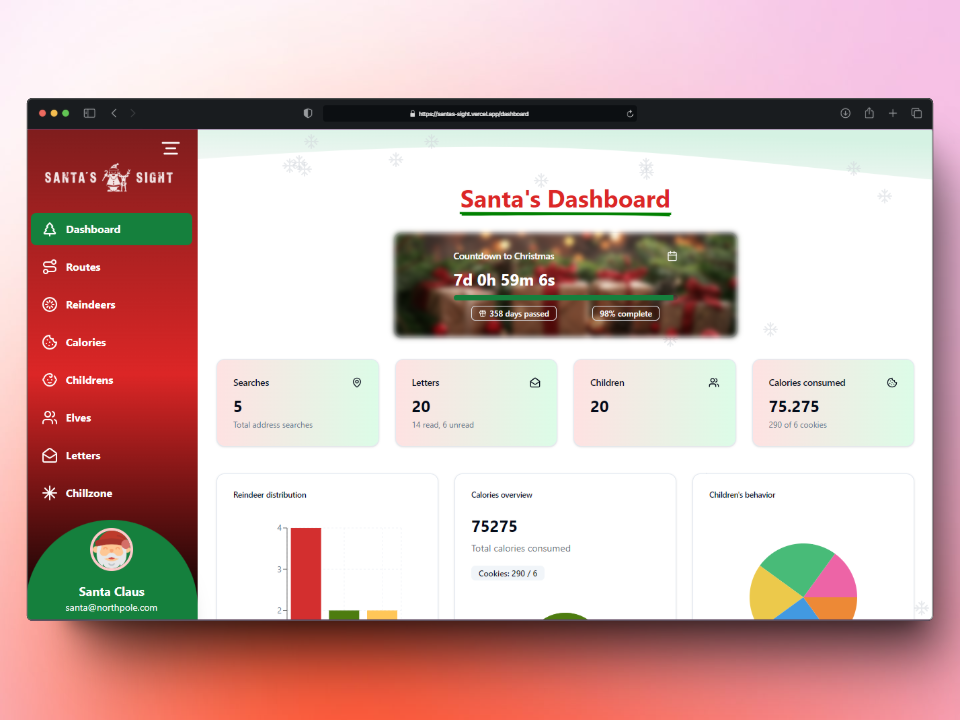 https://santas-sight.vercel.app/dashboard
SANTA'S SIGHT
Dashboard
Routes
Reindeers
Calories
Childrens
Elves
Letters
Chillzone
Santa Claus
santa@northpole.com
Santa's Dashboard
Countdown to Christmas
7d 0h 59m 6s
358 days passed 98% complete
Searches
5
Total address searches
Letters
20
14 read, 6 unread
Children
20
Calories consumed
75.275
290 of 6 cookies
Reindeer distribution
4
3
2
Calories overview
75275
Total calories consumed
Cookies: 290 / 6
Children's behavior